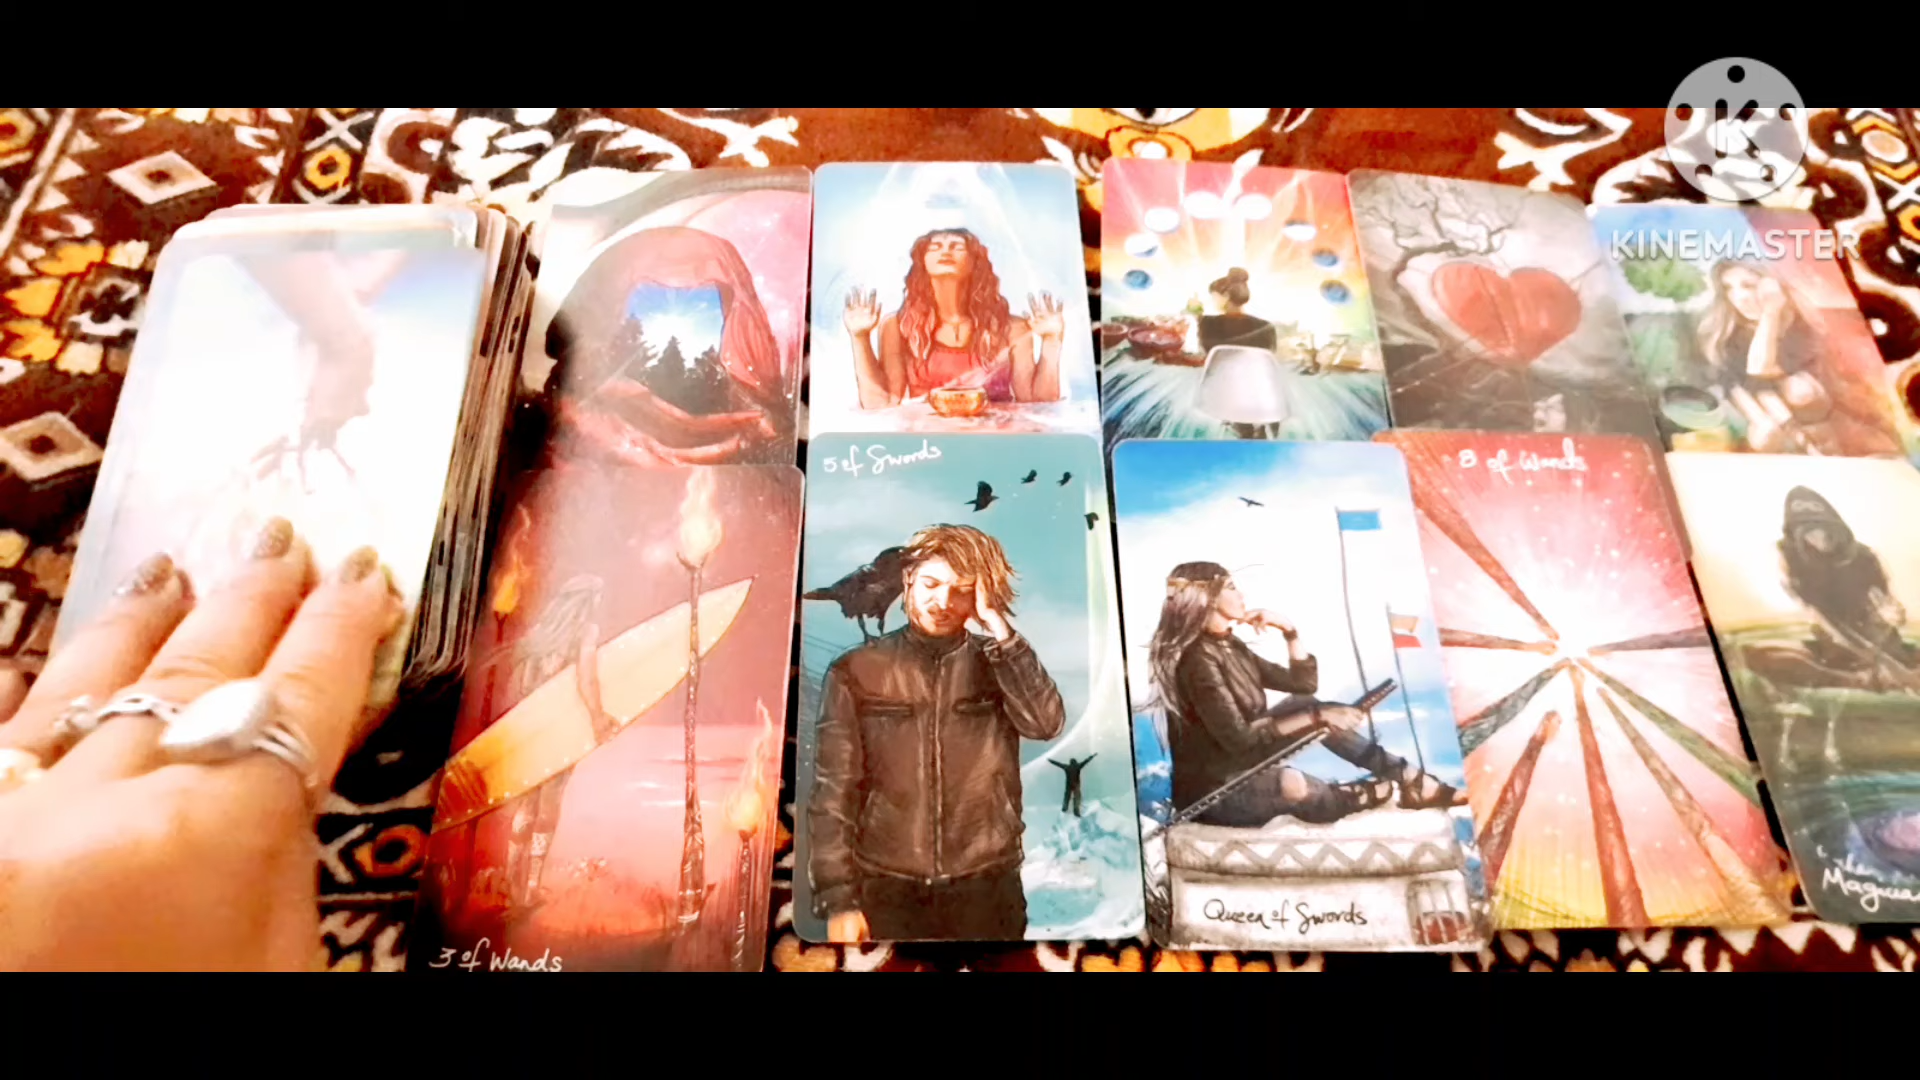 KINEMASTER
5 of Swords
8 of Wands
Queen of Swords
3 of Wands